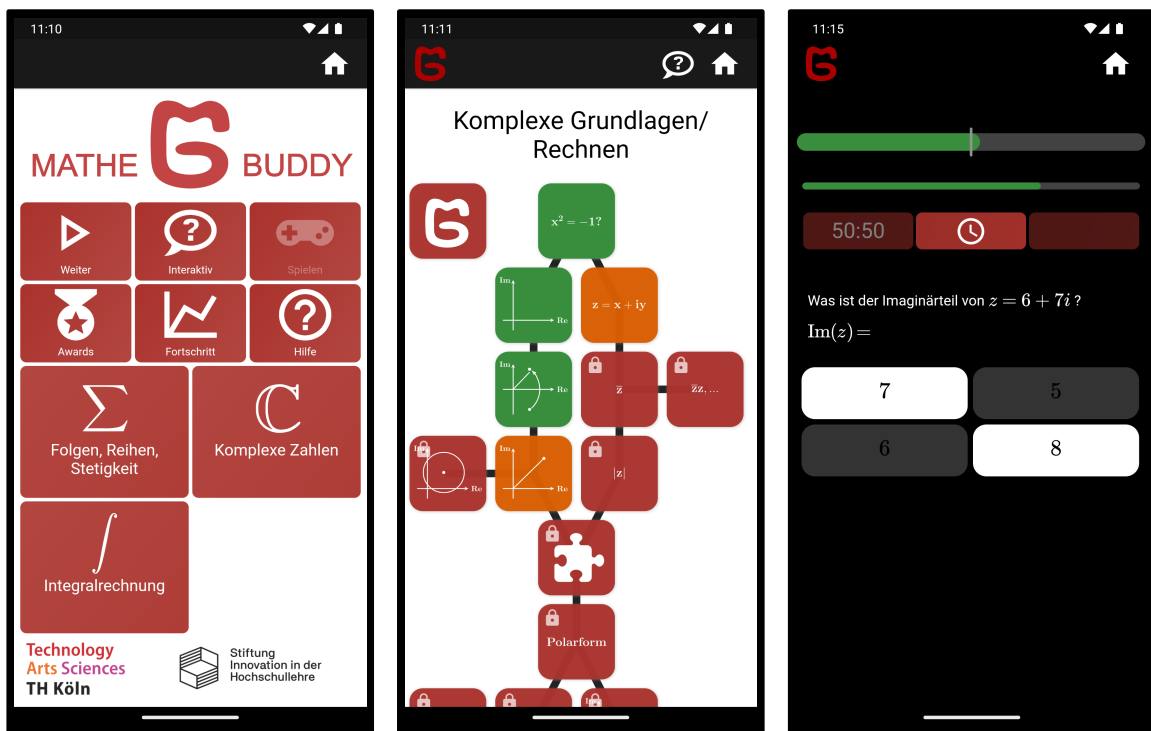 11:10
MATHE BUDDY
Weiter
Interaktiv
Spielen
Awards
Fortschritt
Hilfe
∑
Folgen, Reihen,
Stetigkeit
ℂ
Komplexe Zahlen
∫
Integralrechnung
Technology
Arts Sciences
TH Köln
Stiftung
Innovation in der
Hochschullehre
11:11
Komplexe Grundlagen/
Rechnen
x² = −1?
Im
Re
z = x + iy
Im
Re
z̅
z̅z, ...
Im
Re
Im
Re
|z|
Polarform
11:15
50:50
Was ist der Imaginärteil von z = 6 + 7i ?
Im(z) =
7
5
6
8